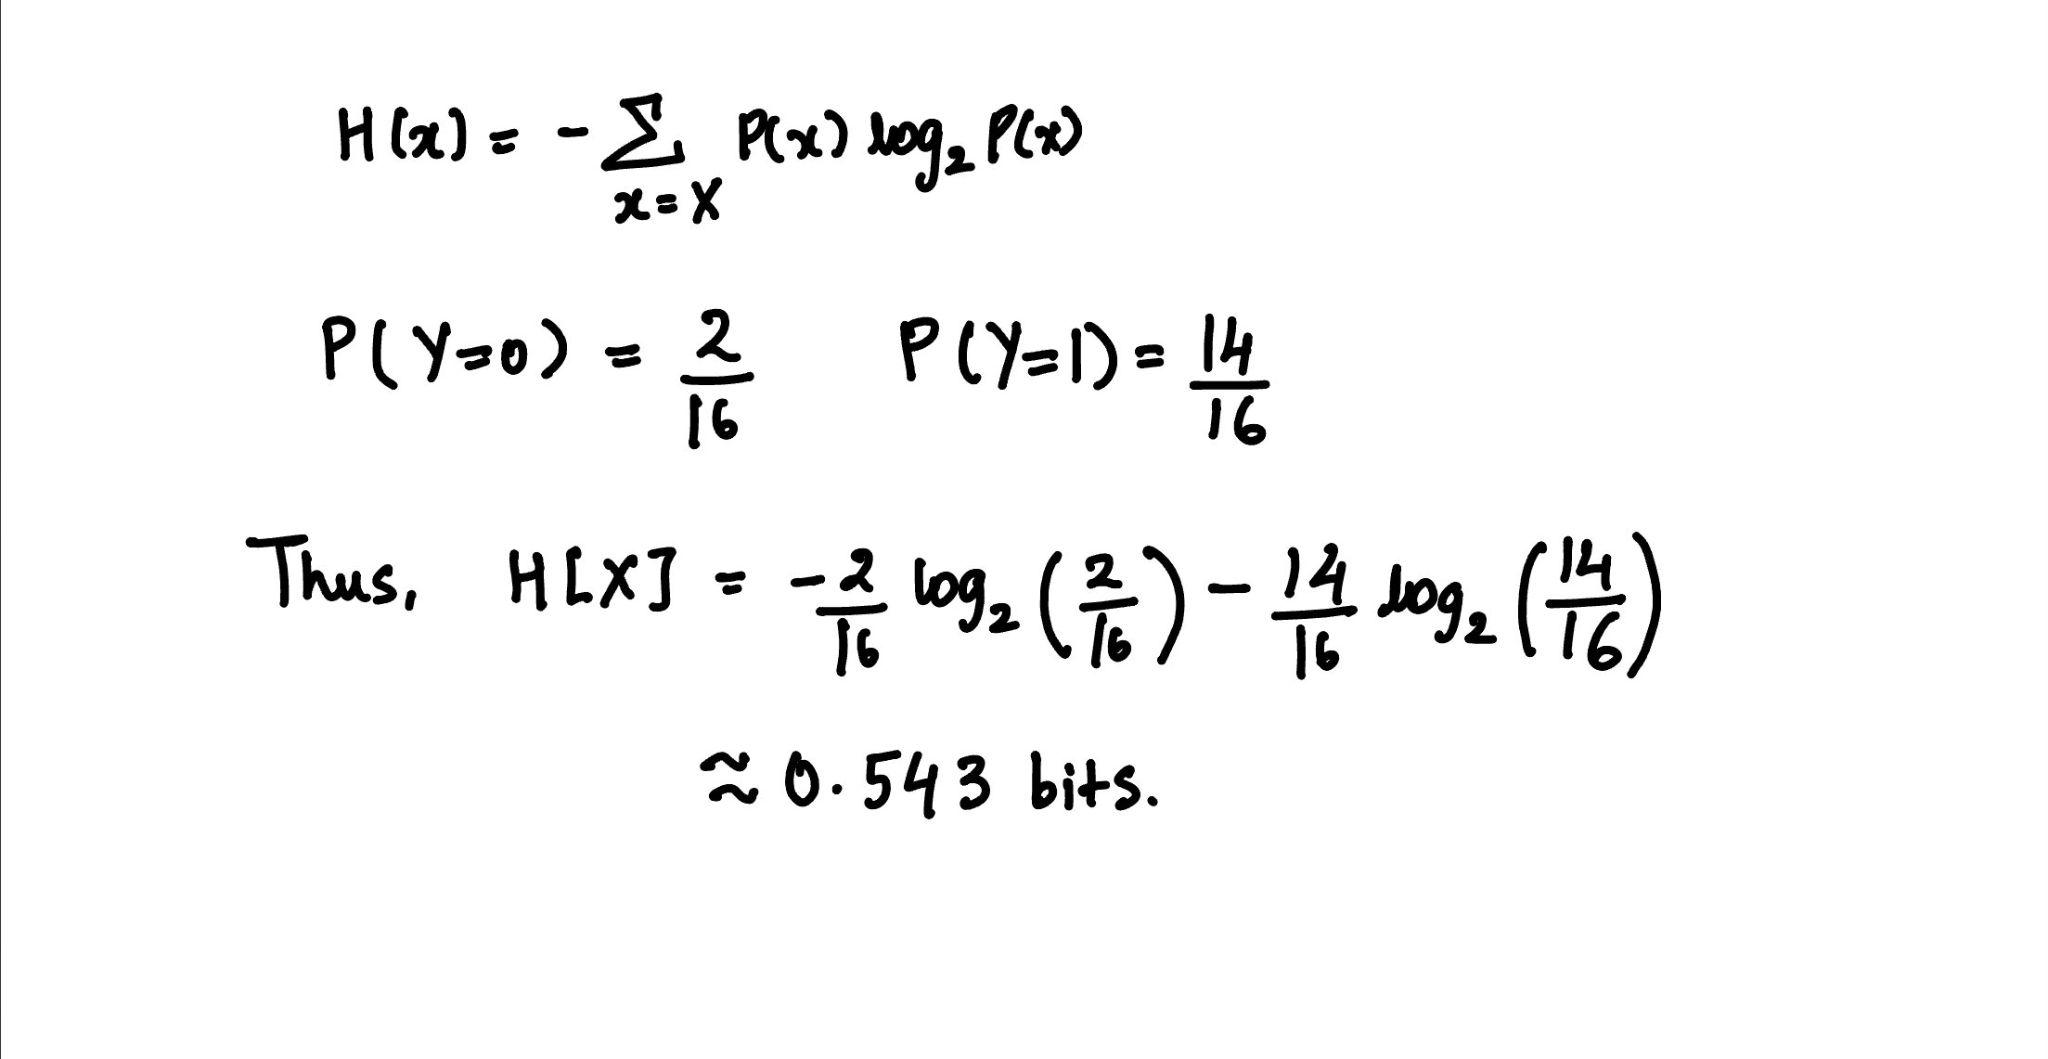 H(x) = - ∑_{x=X} P(x) log₂ P(x)
P(Y=0) = 2/16 P(Y=1) = 14/16
Thus, H[X] = -2/16 log₂ (2/16) - 14/16 log₂ (14/16)
≈ 0.543 bits.